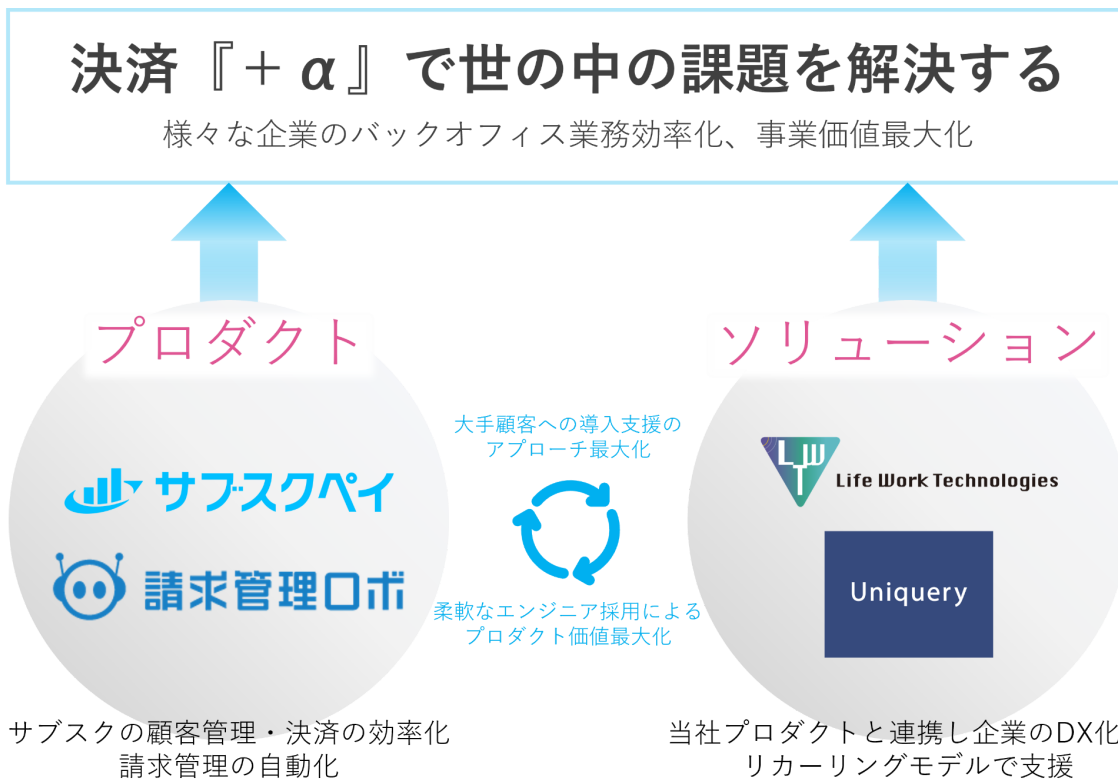 決済『+α』で世の中の課題を解決する
様々な企業のバックオフィス業務効率化、事業価値最大化
プロダクト
サブスクペイ
請求管理ロボ
サブスクの顧客管理・決済の効率化
請求管理の自動化
大手顧客への導入支援の
アプローチ最大化
柔軟なエンジニア採用による
プロダクト価値最大化
ソリューション
LTW
Life Work Technologies
Uniquery
当社プロダクトと連携し企業のDX化
リカーリングモデルで支援